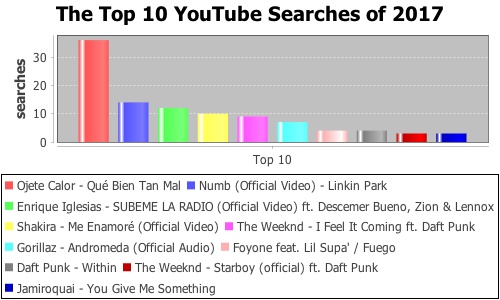 The Top 10 YouTube Searches of 2017
searches
30
20
10
0
Top 10
Ojete Calor - Qué Bien Tan Mal Numb (Official Video) - Linkin Park
Enrique Iglesias - SUBEME LA RADIO (Official Video) ft. Descemer Bueno, Zion & Lennox
Shakira - Me Enamoré (Official Video) The Weeknd - I Feel It Coming ft. Daft Punk
Gorillaz - Andromeda (Official Audio) Foyone feat. Lil Supa' / Fuego
Daft Punk - Within The Weeknd - Starboy (official) ft. Daft Punk
Jamiroquai - You Give Me Something